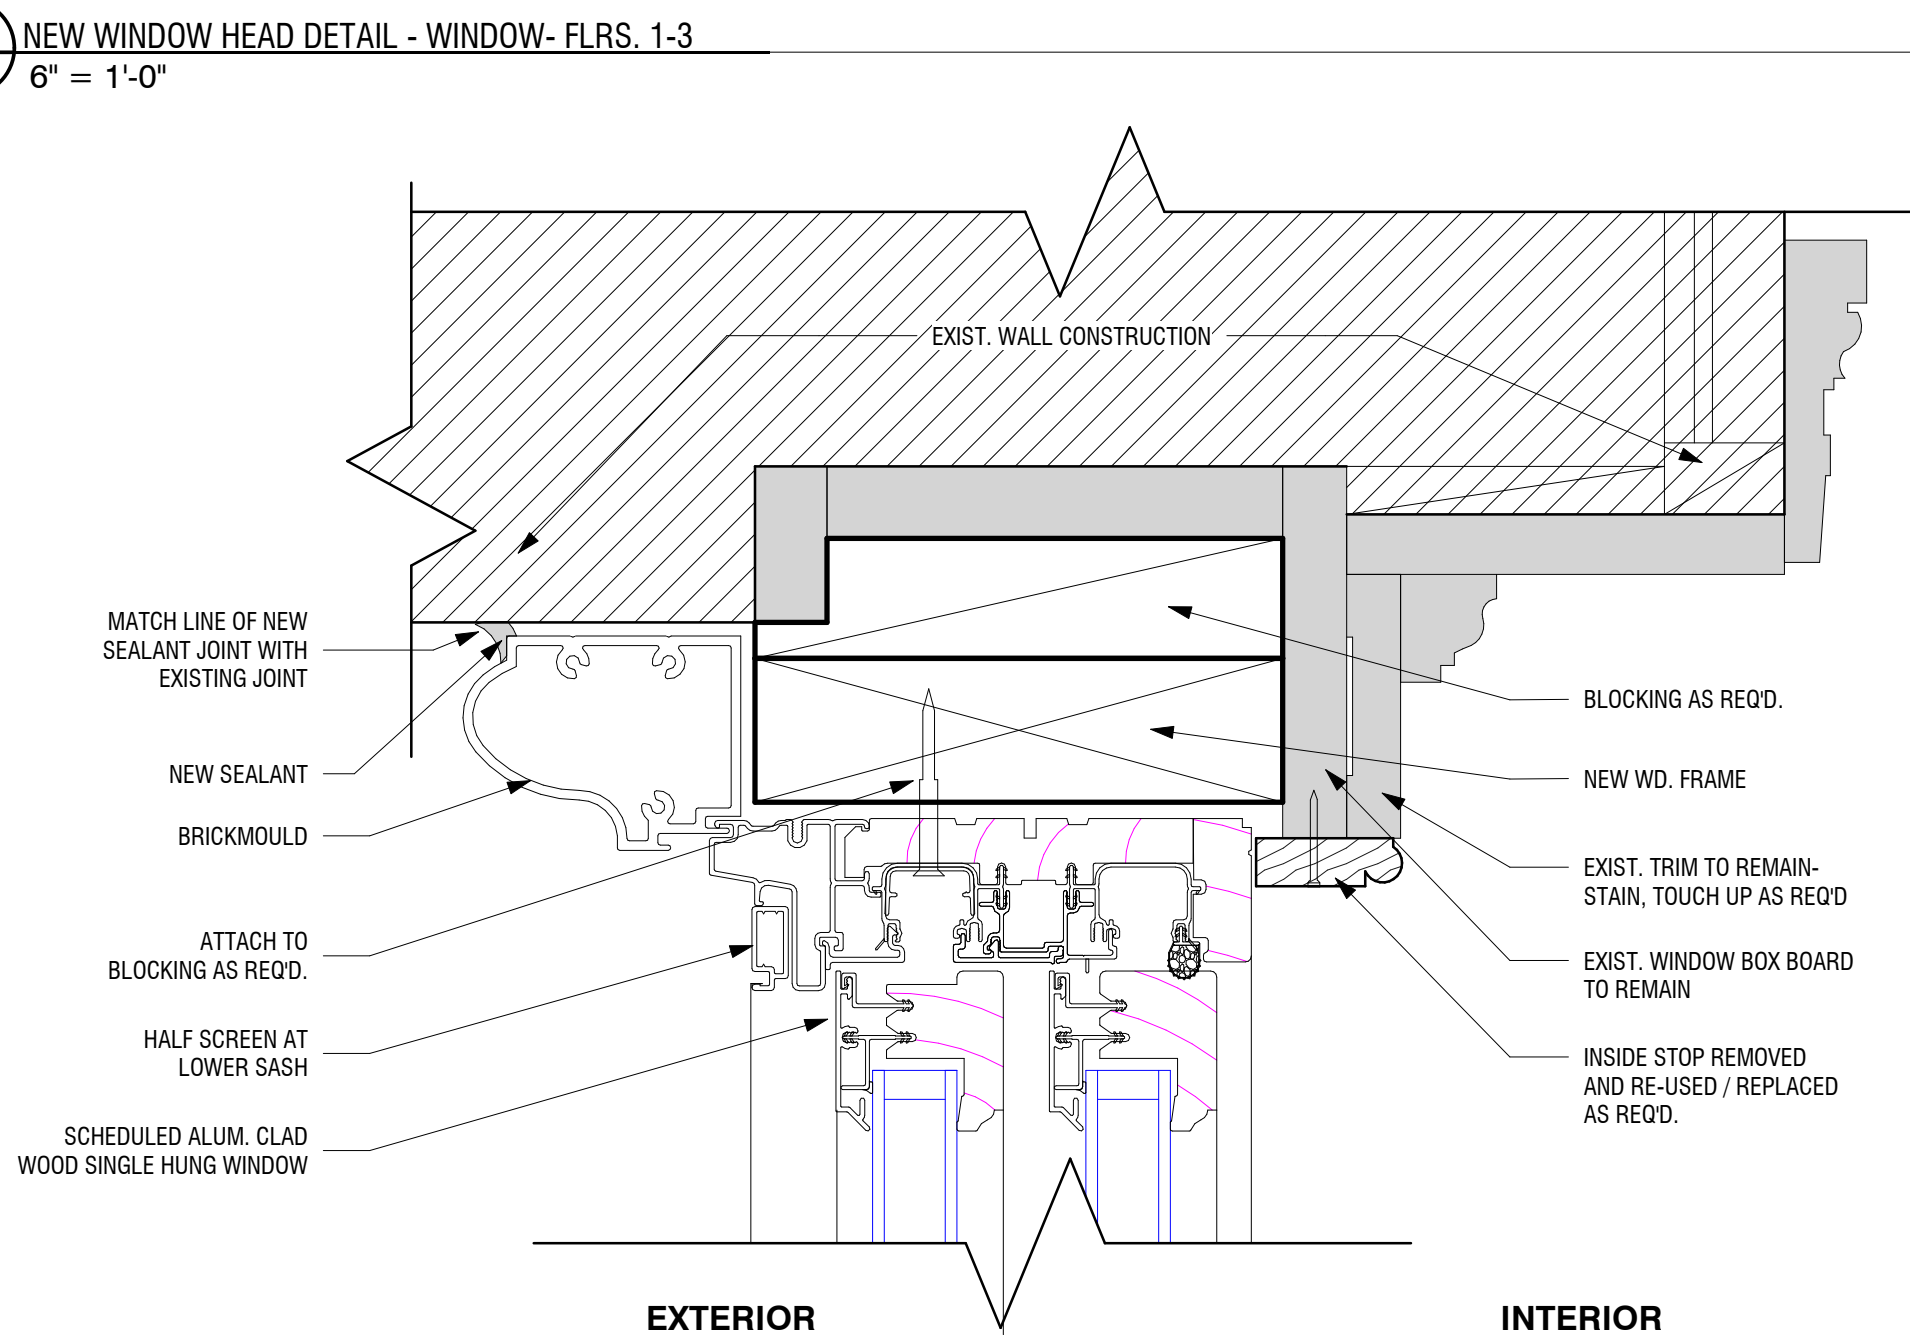 NEW WINDOW HEAD DETAIL - WINDOW- FLRS. 1-3
6" = 1'-0"
EXIST. WALL CONSTRUCTION
MATCH LINE OF NEW
SEALANT JOINT WITH
EXISTING JOINT
NEW SEALANT
BRICKMOULD
ATTACH TO
BLOCKING AS REQ'D.
HALF SCREEN AT
LOWER SASH
SCHEDULED ALUM. CLAD
WOOD SINGLE HUNG WINDOW
BLOCKING AS REQ'D.
NEW WD. FRAME
EXIST. TRIM TO REMAIN-
STAIN, TOUCH UP AS REQ'D
EXIST. WINDOW BOX BOARD
TO REMAIN
INSIDE STOP REMOVED
AND RE-USED / REPLACED
AS REQ'D.
EXTERIOR
INTERIOR